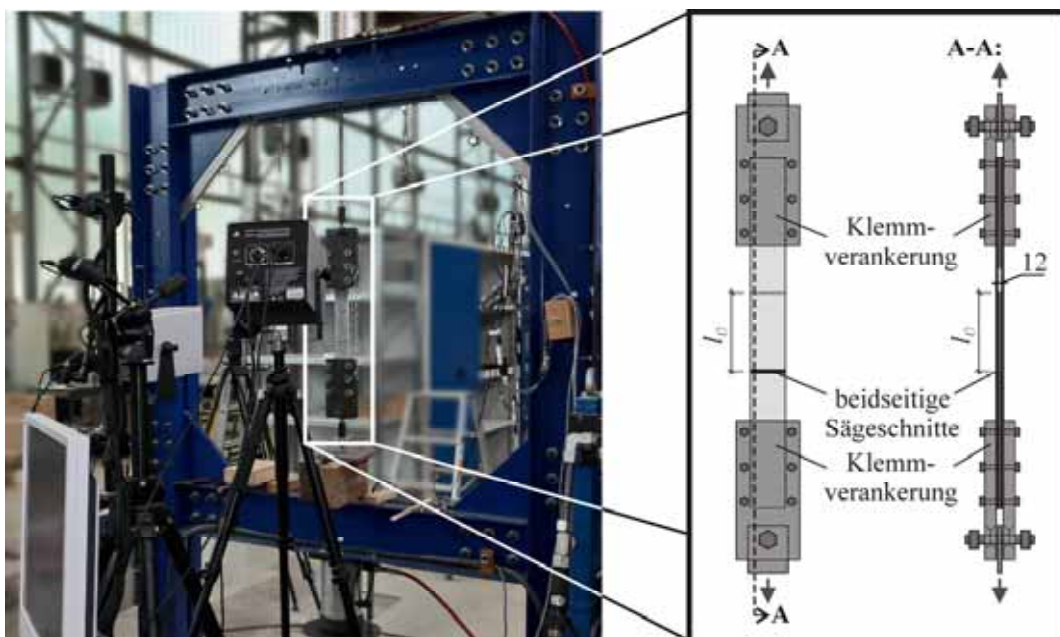 A
A-A:
Klemm-
verankerung
12
l₀
l₀
beidseitige
Sägeschnitte
Klemm-
verankerung
A